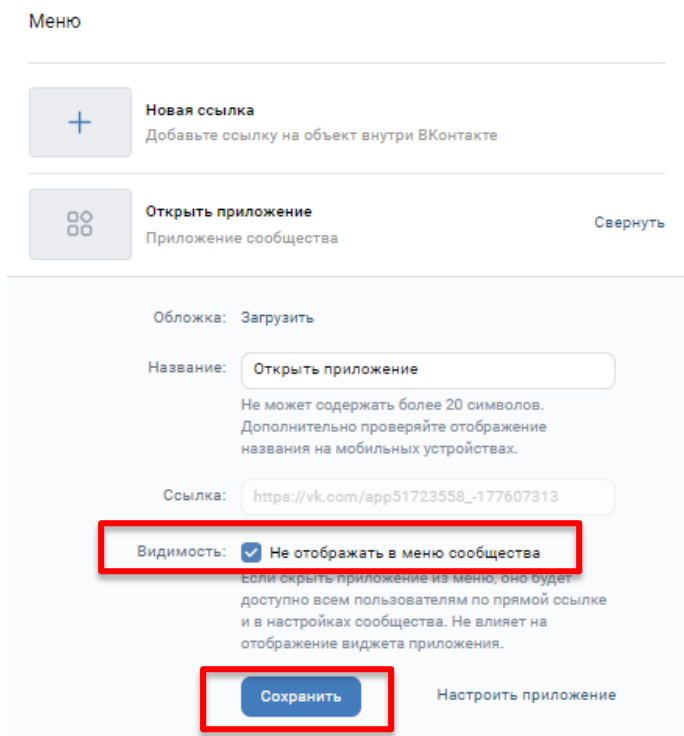 Меню
Новая ссылка
Добавьте ссылку на объект внутри ВКонтакте
Открыть приложение
Приложение сообщества
Свернуть
Обложка: Загрузить
Название: Открыть приложение
Не может содержать более 20 символов.
Дополнительно проверяйте отображение
названия на мобильных устройствах.
Ссылка: https://vk.com/app51723558_-177607313
Видимость: Не отображать в меню сообщества
Если скрыть приложение из меню, оно будет
доступно всем пользователям по прямой ссылке
и в настройках сообщества. Не влияет на
отображение виджета приложения.
Сохранить Настроить приложение